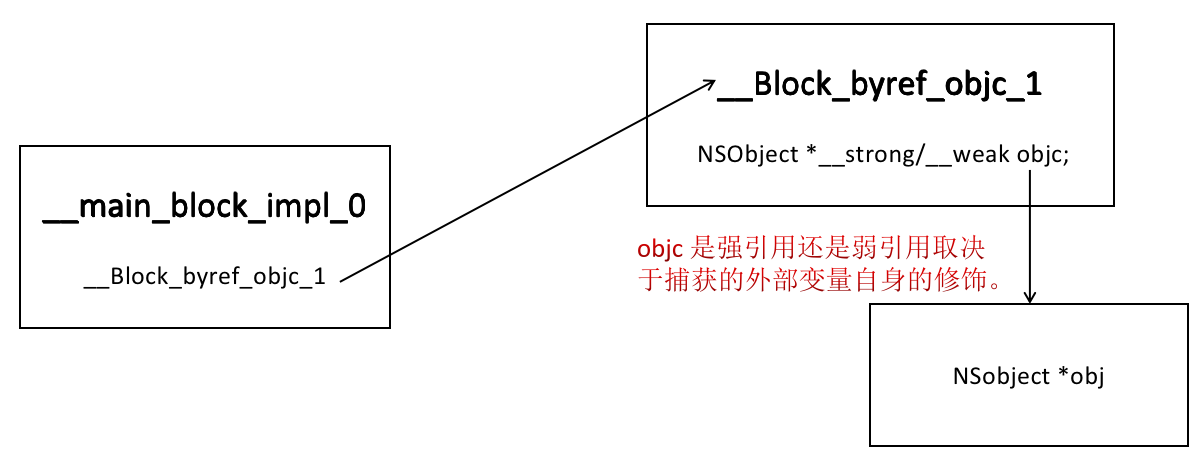 __main_block_impl_0
__Block_byref_objc_1
__Block_byref_objc_1
NSObject *__strong/__weak objc;
objc 是强引用还是弱引用取决
于捕获的外部变量自身的修饰。
NSobject *obj